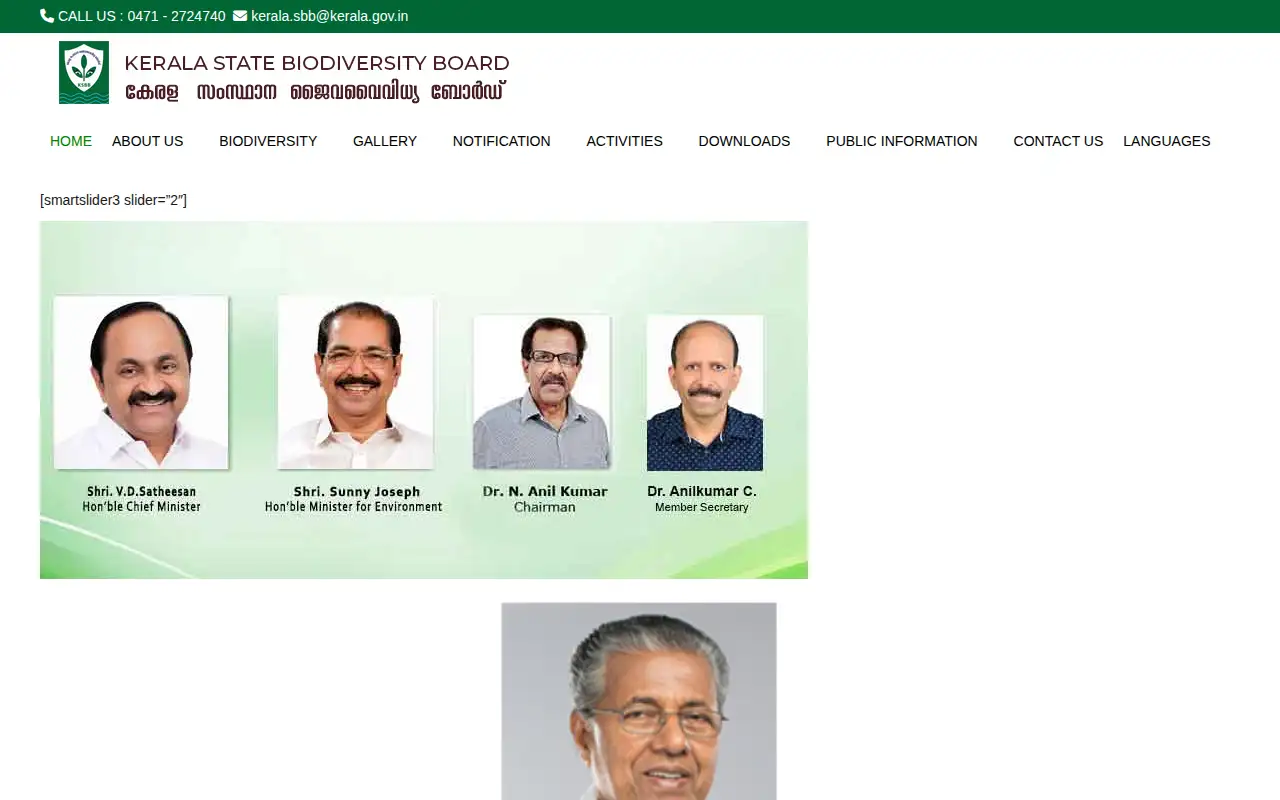 CALL US : 0471 - 2724740 kerala.sbb@kerala.gov.in
KSBB
KERALA STATE BIODIVERSITY BOARD
കേരള സംസ്ഥാന ജൈവവൈവിധ്യ ബോർഡ്
HOME ABOUT US BIODIVERSITY GALLERY NOTIFICATION ACTIVITIES DOWNLOADS PUBLIC INFORMATION CONTACT US LANGUAGES
[smartslider3 slider=”2″]
Shri. V.D.Satheesan
Hon’ble Chief Minister
Shri. Sunny Joseph
Hon’ble Minister for Environment
Dr. N. Anil Kumar
Chairman
Dr. Anilkumar C.
Member Secretary